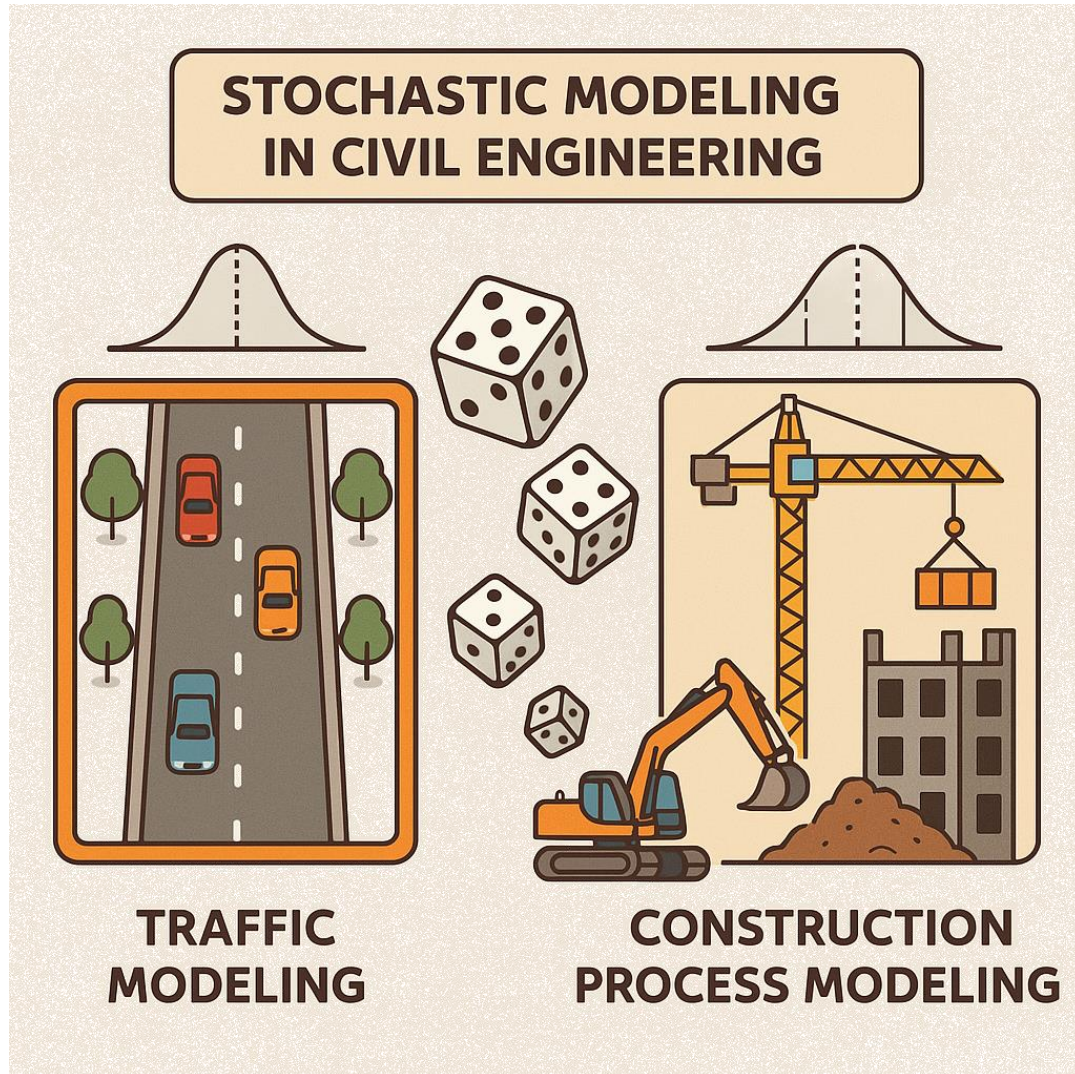 STOCHASTIC MODELING
IN CIVIL ENGINEERING
TRAFFIC
MODELING
CONSTRUCTION
PROCESS MODELING